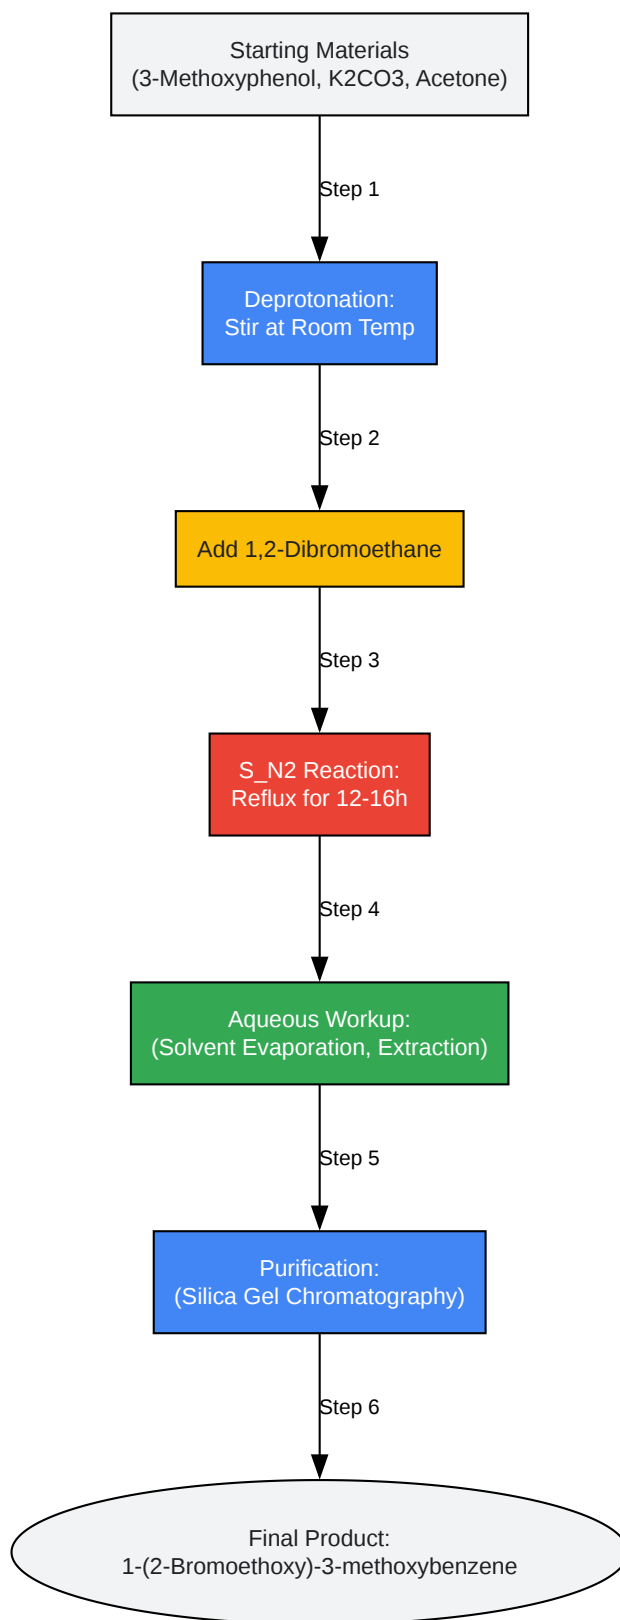 Starting Materials
(3-Methoxyphenol, K2CO3, Acetone)
Step 1
Deprotonation:
Stir at Room Temp
Step 2
Add 1,2-Dibromoethane
Step 3
S_N2 Reaction:
Reflux for 12-16h
Step 4
Aqueous Workup:
(Solvent Evaporation, Extraction)
Step 5
Purification:
(Silica Gel Chromatography)
Step 6
Final Product:
1-(2-Bromoethoxy)-3-methoxybenzene